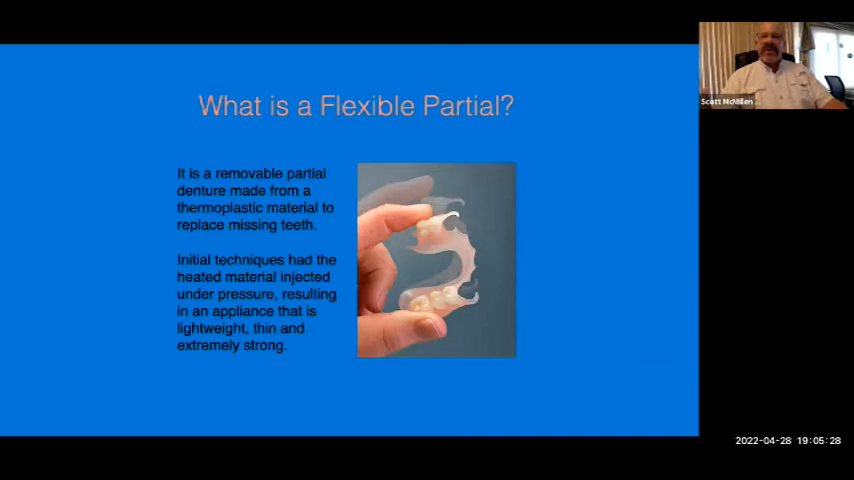 What is a Flexible Partial?
It is a removable partial
denture made from a
thermoplastic material to
replace missing teeth.
Initial techniques had the
heated material injected
under pressure, resulting
in an appliance that is
lightweight, thin and
extremely strong.
Scott McMillen
2022-04-28 19:05:28